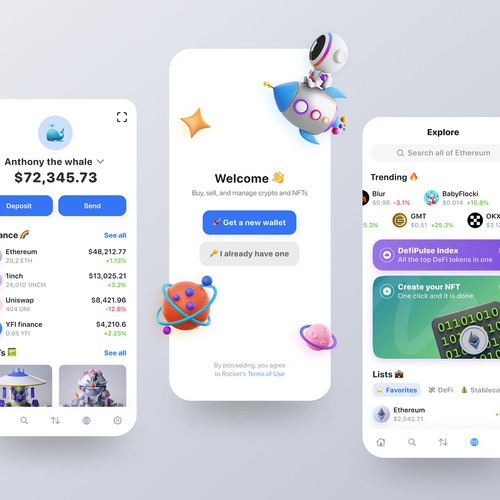 Anthony the whale
$72,345.73
Deposit
Send
See all
Ethereum
$48,212.77
20,2 ETH
+1.13%
1inch
$13,025.21
24,010 1INCH
+3.2%
Uniswap
$8,421.96
404 UNI
-12.8%
YFI finance
$4,210.6
0.05 YFI
+2.25%
See all
Welcome 👋
Buy, sell, and manage crypto and NFTs
🚀 Get a new wallet
🔑 I already have one
By proceeding, you agree
to Rocket's Terms of Use
Explore
Search all of Ethereum
Trending 🔥
Blur
$0.98 -3.1%
BabyFlocki
$0.014 +15.8%
5.3%
GMT
$0.51 +25.3%
OKX
$2.1
DefiPulse Index
All the top DeFi tokens in one
Create your NFT
One click and it is done
Lists
Favorites
DeFi
Stableco
Ethereum
$2,042.21